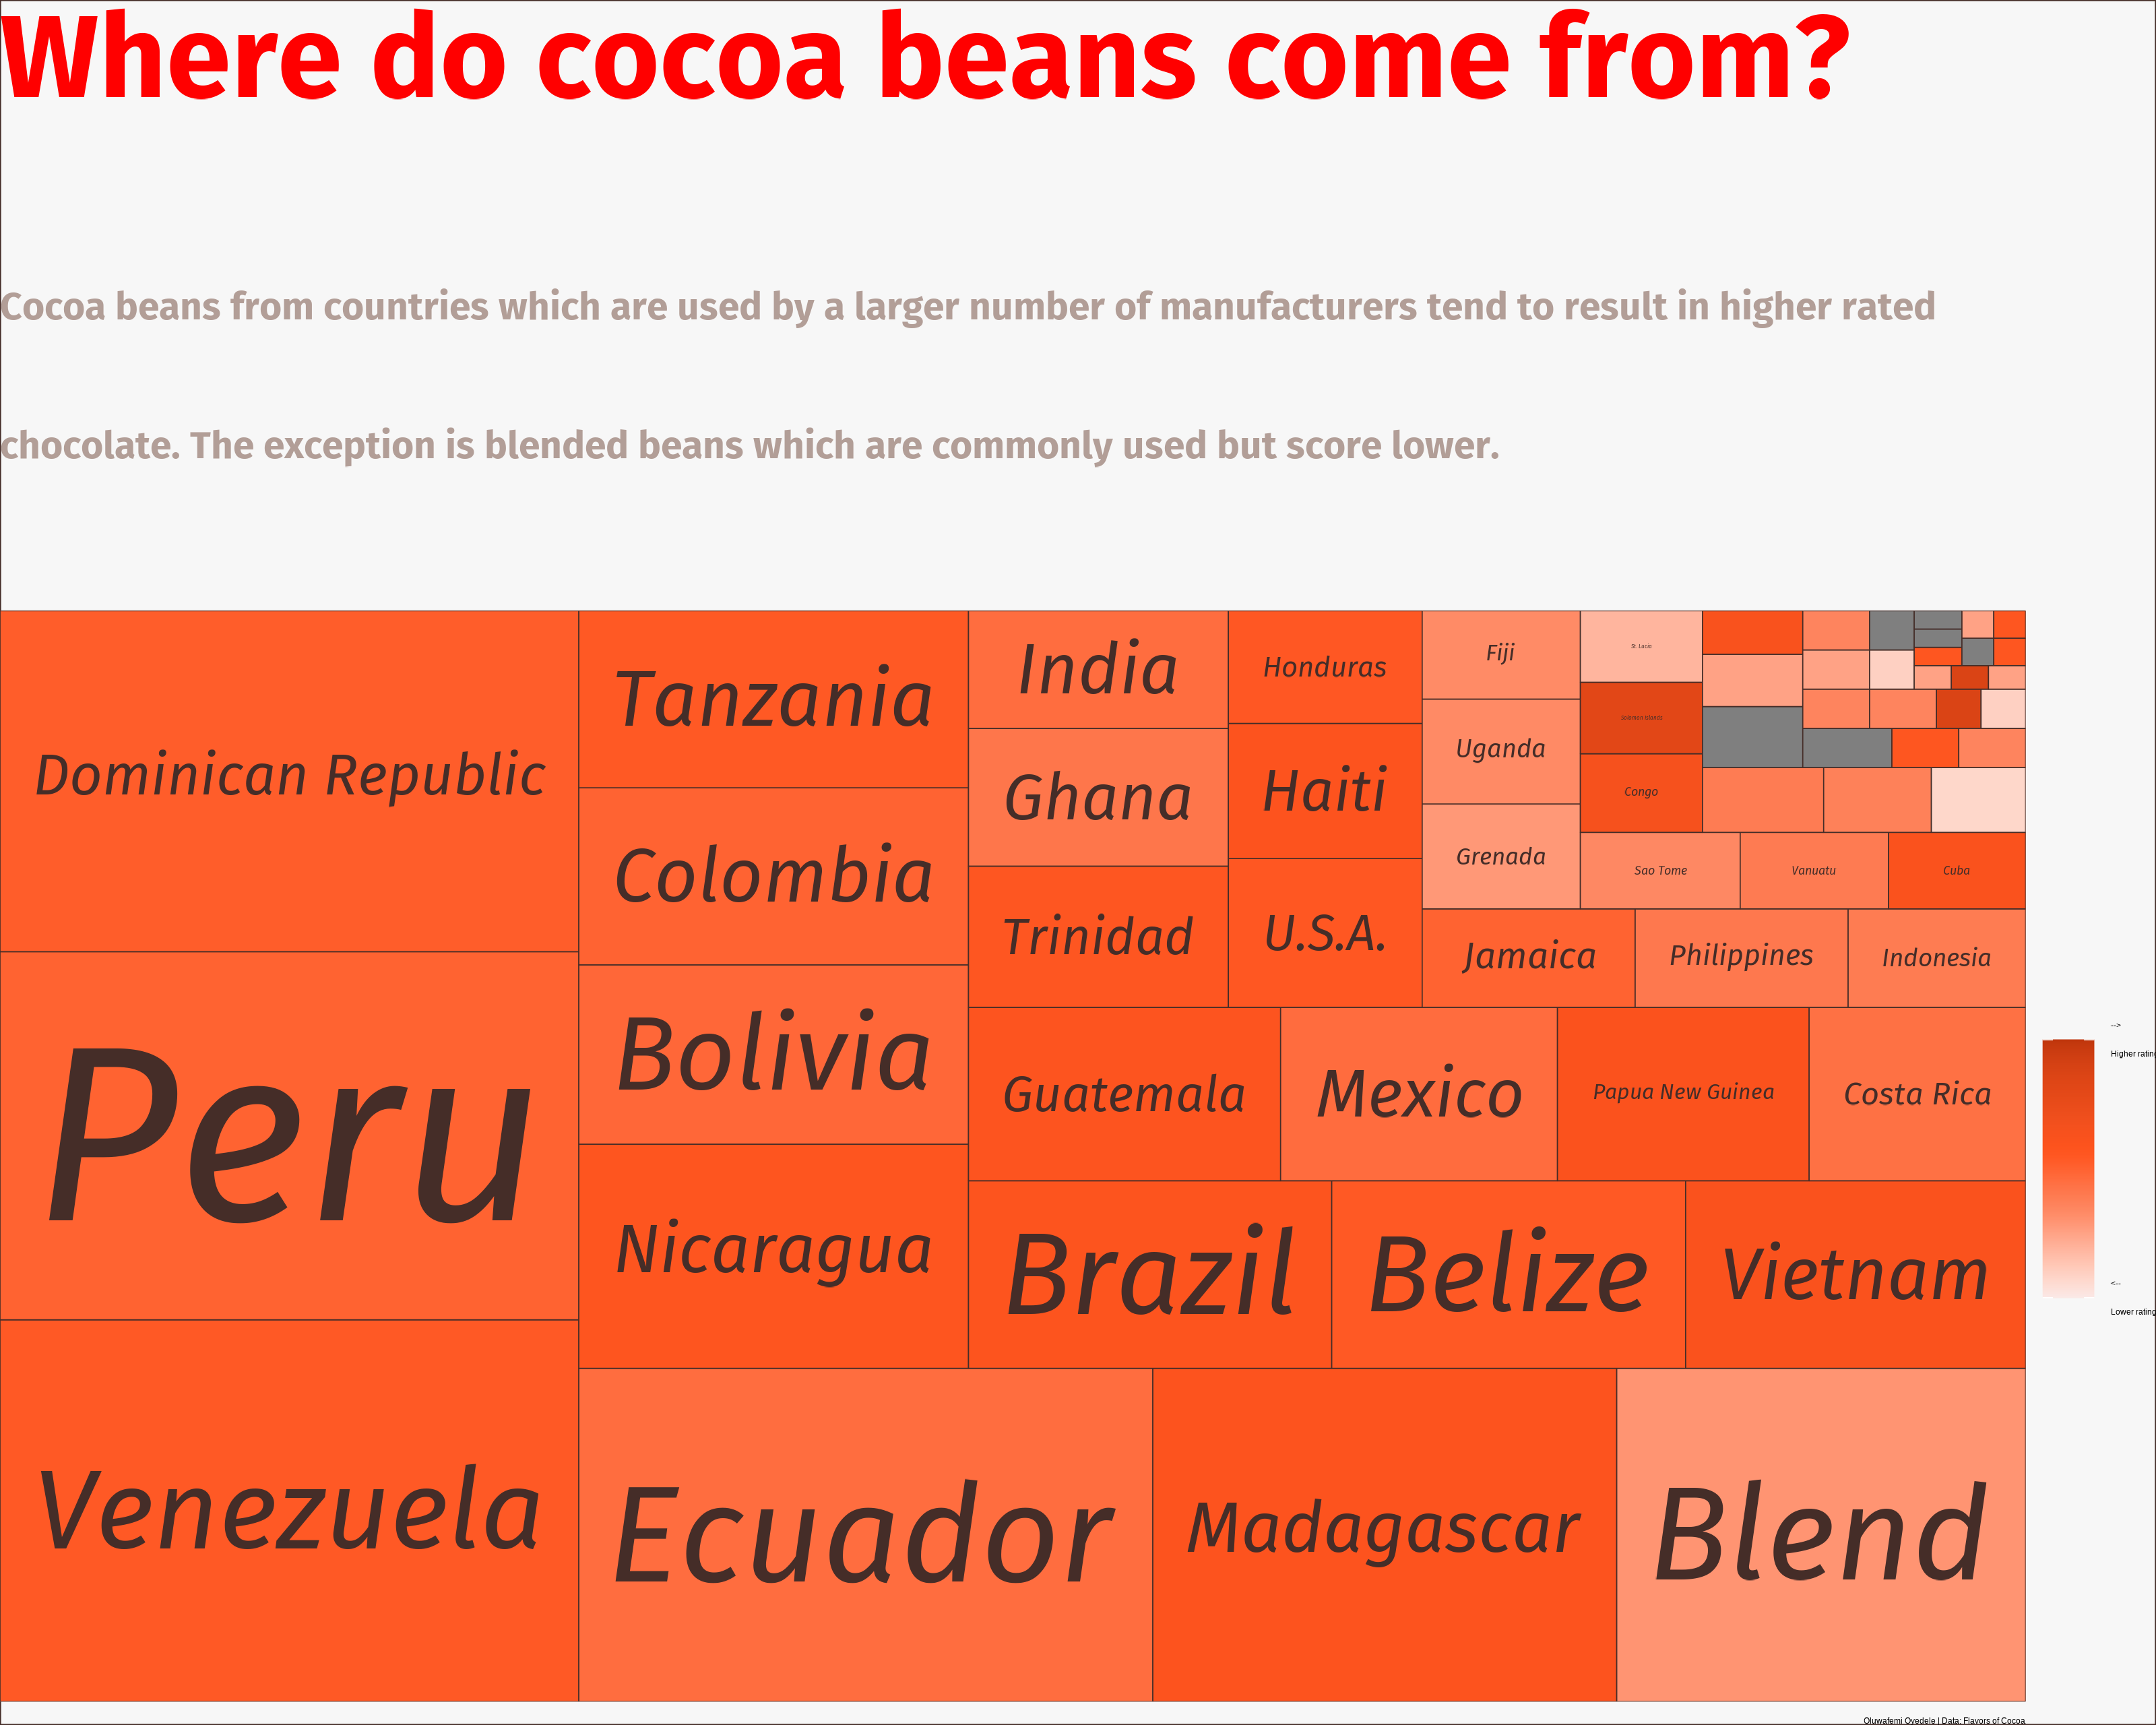 Where do cocoa beans come from?
Cocoa beans from countries which are used by a larger number of manufacturers tend to result in higher rated
chocolate. The exception is blended beans which are commonly used but score lower.
Dominican Republic
Peru
Venezuela
Tanzania
Colombia
Bolivia
Nicaragua
Ecuador
Madagascar
Blend
India
Ghana
Trinidad
Honduras
Haiti
U.S.A.
Guatemala
Mexico
Papua New Guinea
Costa Rica
Brazil
Belize
Vietnam
Fiji
Uganda
Grenada
Jamaica
Philippines
Indonesia
St. Lucia
Solomon Islands
Congo
Sao Tome
Vanuatu
Cuba
-->
Higher rating
<--
Lower rating
Oluwafemi Oyedele | Data: Flavors of Cocoa